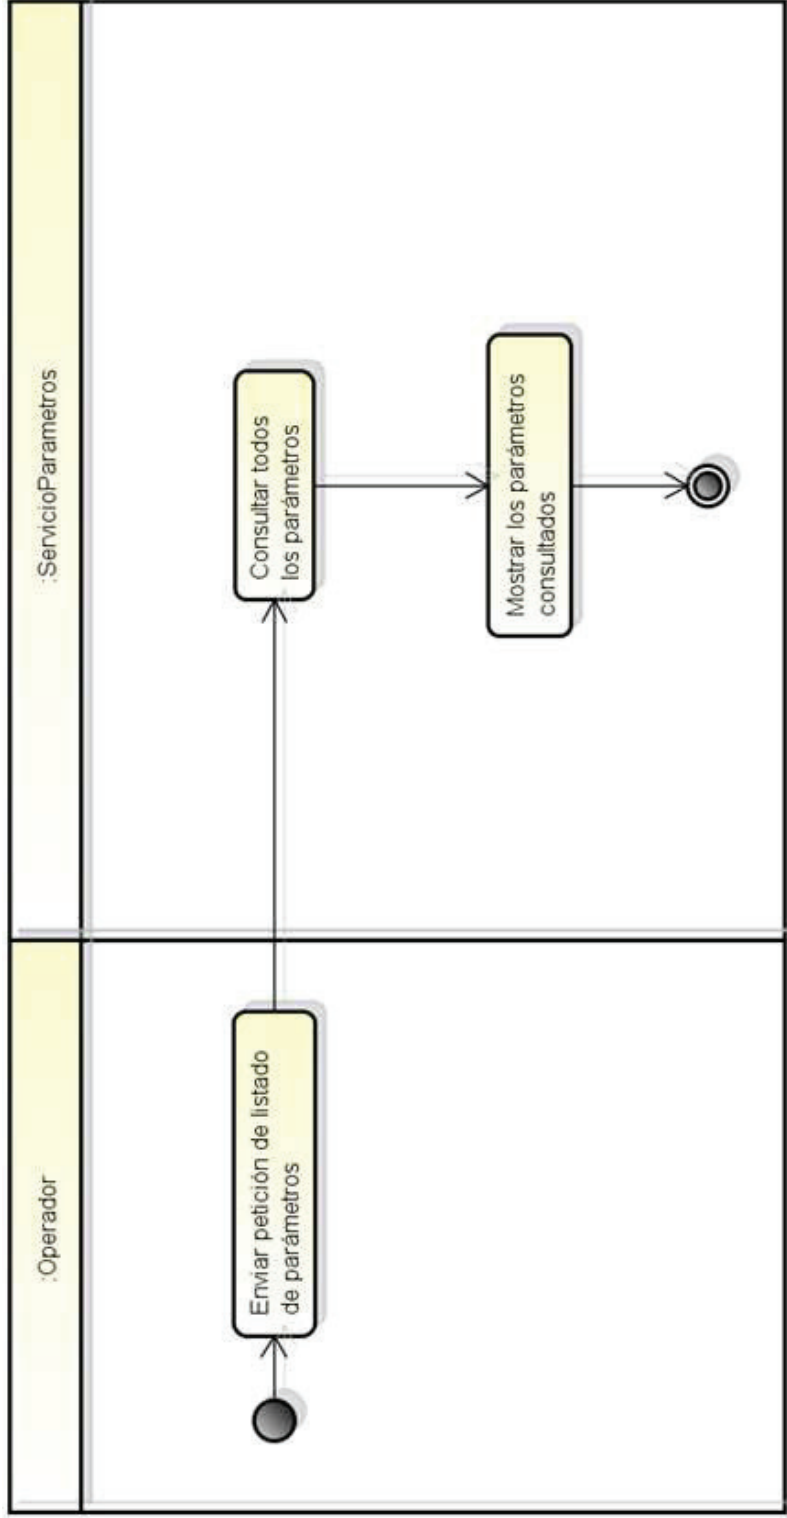 :Operador
:ServicioParametros
Enviar petición de listado
de parámetros
Consultar todos
los parámetros
Mostrar los parámetros
consultados